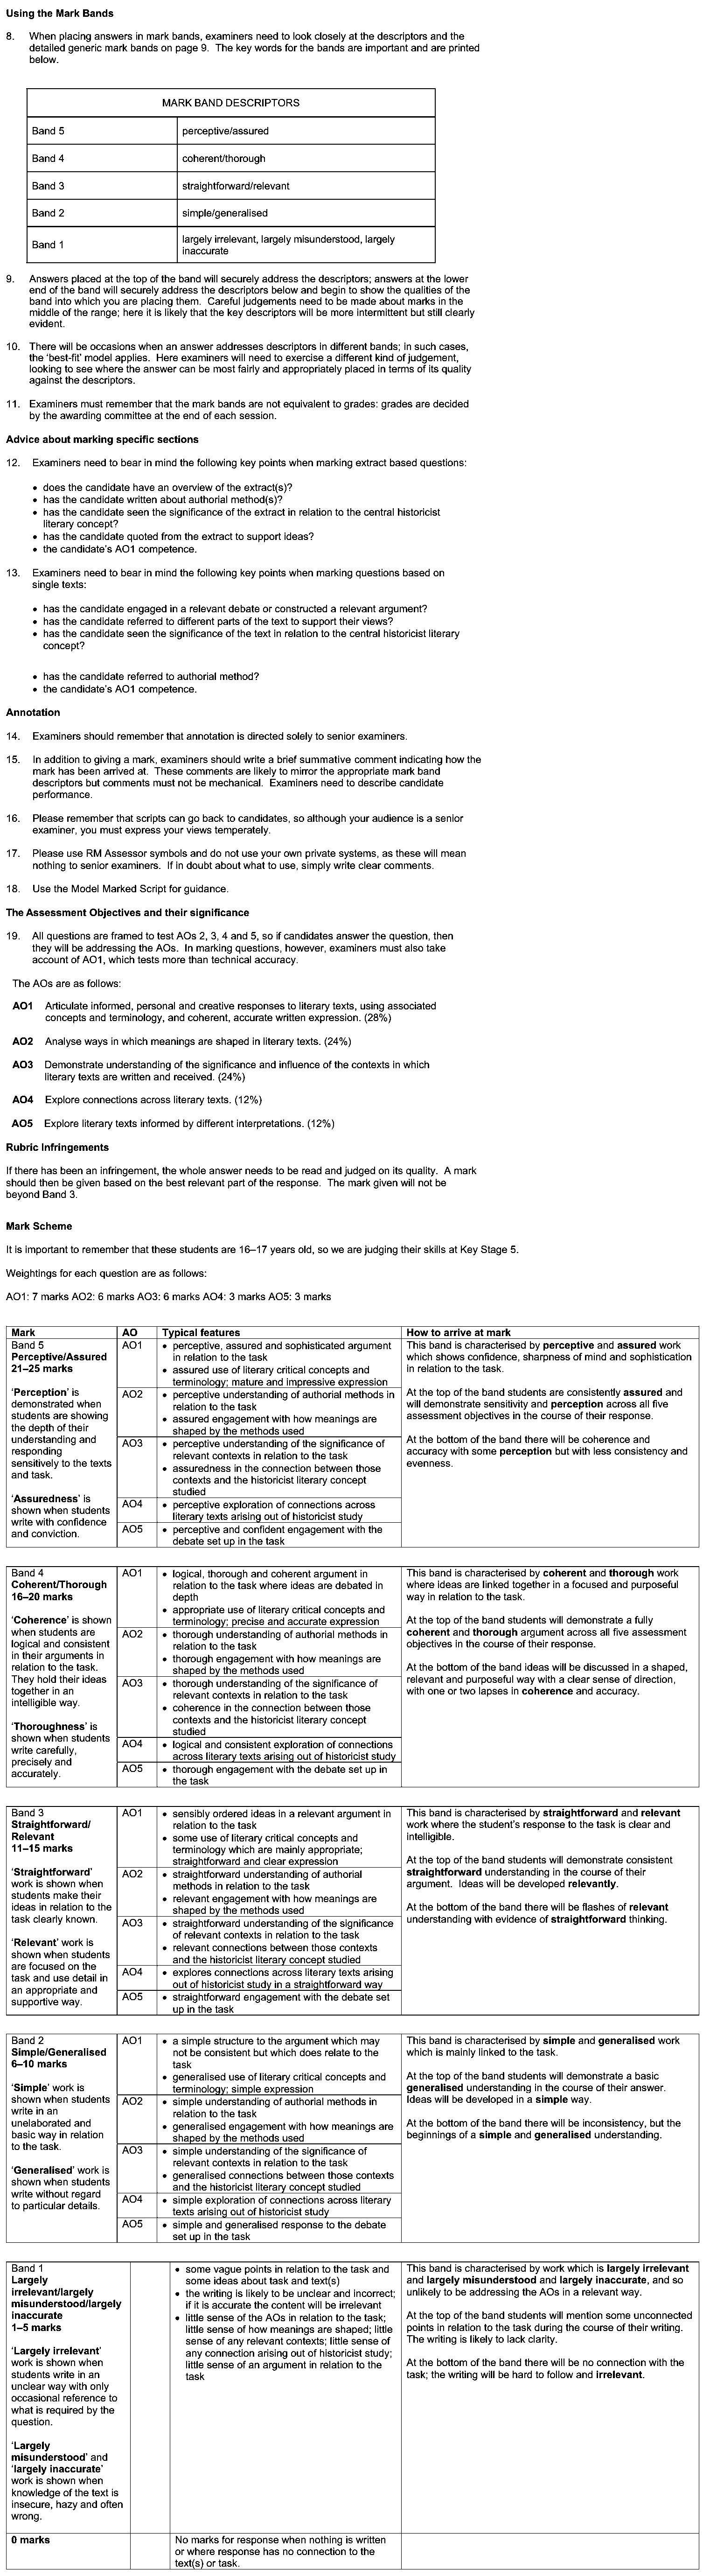 Using the Mark Bands
8. When placing answers in mark bands, examiners need to look closely at the descriptors and the
detailed generic mark bands on page 9. The key words for the bands are important and are printed
below.
MARK BAND DESCRIPTORS
Band 5 perceptive/assured
Band 4 coherent/thorough
Band 3 straightforward/relevant
Band 2 simple/generalised
Band 1 largely irrelevant, largely misunderstood, largely
inaccurate
9. Answers placed at the top of the band will securely address the descriptors; answers at the lower
end of the band will securely address the descriptors below and begin to show the qualities of the
band into which you are placing them. Careful judgements need to be made about marks in the
middle of the range; here it is likely that the key descriptors will be more intermittent but still clearly
evident.
10. There will be occasions when an answer addresses descriptors in different bands; in such cases,
the 'best-fit' model applies. Here examiners will need to exercise a different kind of judgement,
looking to see where the answer can be most fairly and appropriately placed in terms of its quality
against the descriptors.
11. Examiners must remember that the mark bands are not equivalent to grades: grades are decided
by the awarding committee at the end of each session.
Advice about marking specific sections
12. Examiners need to bear in mind the following key points when marking extract based questions:
• does the candidate have an overview of the extract(s)?
• has the candidate written about authorial method(s)?
• has the candidate seen the significance of the extract in relation to the central historicist
literary concept?
• has the candidate quoted from the extract to support ideas?
• the candidate's AO1 competence.
13. Examiners need to bear in mind the following key points when marking questions based on
single texts:
• has the candidate engaged in a relevant debate or constructed a relevant argument?
• has the candidate referred to different parts of the text to support their views?
• has the candidate seen the significance of the text in relation to the central historicist literary
concept?
• has the candidate referred to authorial method?
• the candidate's AO1 competence.
Annotation
14. Examiners should remember that annotation is directed solely to senior examiners.
15. In addition to giving a mark, examiners should write a brief summative comment indicating how the
mark has been arrived at. These comments are likely to mirror the appropriate mark band
descriptors but comments must not be mechanical. Examiners need to describe candidate
performance.
16. Please remember that scripts can go back to candidates, so although your audience is a senior
examiner, you must express your views temperately.
17. Please use RM Assessor symbols and do not use your own private systems, as these will mean
nothing to senior examiners. If in doubt about what to use, simply write clear comments.
18. Use the Model Marked Script for guidance.
The Assessment Objectives and their significance
19. All questions are framed to test AOs 2, 3, 4 and 5, so if candidates answer the question, then
they will be addressing the AOs. In marking questions, however, examiners must also take
account of AO1, which tests more than technical accuracy.
The AOs are as follows:
AO1 Articulate informed, personal and creative responses to literary texts, using associated
concepts and terminology, and coherent, accurate written expression. (28%)
AO2 Analyse ways in which meanings are shaped in literary texts. (24%)
AO3 Demonstrate understanding of the significance and influence of the contexts in which
literary texts are written and received. (24%)
AO4 Explore connections across literary texts. (12%)
AO5 Explore literary texts informed by different interpretations. (12%)
Rubric Infringements
If there has been an infringement, the whole answer needs to be read and judged on its quality. A mark
should then be given based on the best relevant part of the response. The mark given will not be
beyond Band 3.
Mark Scheme
It is important to remember that these students are 16–17 years old, so we are judging their skills at Key Stage 5.
Weightings for each question are as follows:
AO1: 7 marks AO2: 6 marks AO3: 6 marks AO4: 3 marks AO5: 3 marks
Mark AO Typical features How to arrive at mark
Band 5
Perceptive/Assured
21–25 marks
'Perception' is
demonstrated when
students are showing
the depth of their
understanding and
responding
sensitively to the texts
and task.
'Assuredness' is
shown when students
write with confidence
and conviction.
AO1
• perceptive, assured and sophisticated argument
in relation to the task
• assured use of literary critical concepts and
terminology; mature and impressive expression
AO2
• perceptive understanding of authorial methods in
relation to the task
• assured engagement with how meanings are
shaped by the methods used
AO3
• perceptive understanding of the significance of
relevant contexts in relation to the task
• assuredness in the connection between those
contexts and the historicist literary concept
studied
AO4
• perceptive exploration of connections across
literary texts arising out of historicist study
AO5
• perceptive and confident engagement with the
debate set up in the task
This band is characterised by perceptive and assured work
which shows confidence, sharpness of mind and sophistication
in relation to the task.
At the top of the band students are consistently assured and
will demonstrate sensitivity and perception across all five
assessment objectives in the course of their response.
At the bottom of the band there will be coherence and
accuracy with some perception but with less consistency and
evenness.
Band 4
Coherent/Thorough
16–20 marks
'Coherence' is shown
when students are
logical and consistent
in their arguments in
relation to the task.
They hold their ideas
together in an
intelligible way.
'Thoroughness' is
shown when students
write carefully,
precisely and
accurately.
AO1
• logical, thorough and coherent argument in
relation to the task where ideas are debated in
depth
• appropriate use of literary critical concepts and
terminology; precise and accurate expression
AO2
• thorough understanding of authorial methods in
relation to the task
• thorough engagement with how meanings are
shaped by the methods used
AO3
• thorough understanding of the significance of
relevant contexts in relation to the task
• coherence in the connection between those
contexts and the historicist literary concept
studied
AO4
• logical and consistent exploration of connections
across literary texts arising out of historicist study
AO5
• thorough engagement with the debate set up in
the task
This band is characterised by coherent and thorough work
where ideas are linked together in a focused and purposeful
way in relation to the task.
At the top of the band students will demonstrate a fully
coherent and thorough argument across all five assessment
objectives in the course of their response.
At the bottom of the band ideas will be discussed in a shaped,
relevant and purposeful way with a clear sense of direction,
with one or two lapses in coherence and accuracy.
Band 3
Straightforward/
Relevant
11–15 marks
'Straightforward'
work is shown when
students make their
ideas in relation to the
task clearly known.
'Relevant' work is
shown when students
are focused on the
task and use detail in
an appropriate and
supportive way.
AO1
• sensibly ordered ideas in a relevant argument in
relation to the task
• some use of literary critical concepts and
terminology which are mainly appropriate;
straightforward and clear expression
AO2
• straightforward understanding of authorial
methods in relation to the task
• relevant engagement with how meanings are
shaped by the methods used
AO3
• straightforward understanding of the significance
of relevant contexts in relation to the task
• relevant connections between those contexts
and the historicist literary concept studied
AO4
• explores connections across literary texts arising
out of historicist study in a straightforward way
AO5
• straightforward engagement with the debate set
up in the task
This band is characterised by straightforward and relevant
work where the student's response to the task is clear and
intelligible.
At the top of the band students will demonstrate consistent
straightforward understanding in the course of their
argument. Ideas will be developed relevantly.
At the bottom of the band there will be flashes of relevant
understanding with evidence of straightforward thinking.
Band 2
Simple/Generalised
6–10 marks
'Simple' work is
shown when students
write in an
unelaborated and
basic way in relation
to the task.
'Generalised' work is
shown when students
write without regard
to particular details.
AO1
• a simple structure to the argument which may
not be consistent but which does relate to the
task
• generalised use of literary critical concepts and
terminology; simple expression
AO2
• simple understanding of authorial methods in
relation to the task
• generalised engagement with how meanings are
shaped by the methods used
AO3
• simple understanding of the significance of
relevant contexts in relation to the task
• generalised connections between those contexts
and the historicist literary concept studied
AO4
• simple exploration of connections across literary
texts arising out of historicist study
AO5
• simple and generalised response to the debate
set up in the task
This band is characterised by simple and generalised work
which is mainly linked to the task.
At the top of the band students will demonstrate a basic
generalised understanding in the course of their answer.
Ideas will be developed in a simple way.
At the bottom of the band there will be inconsistency, but the
beginnings of a simple and generalised understanding.
Band 1
Largely
irrelevant/largely
misunderstood/largely
inaccurate
1–5 marks
'Largely irrelevant'
work is shown when
students write in an
unclear way with only
occasional reference to
what is required by the
question.
'Largely
misunderstood' and
'largely inaccurate'
work is shown when
knowledge of the text is
insecure, hazy and often
wrong.
• some vague points in relation to the task and
some ideas about task and text(s)
• the writing is likely to be unclear and incorrect;
if it is accurate the content will be irrelevant
• little sense of the AOs in relation to the task;
little sense of how meanings are shaped; little
sense of any relevant contexts; little sense of
any connection arising out of historicist study;
little sense of an argument in relation to the
task
This band is characterised by work which is largely irrelevant
and largely misunderstood and largely inaccurate, and so
unlikely to be addressing the AOs in a relevant way.
At the top of the band students will mention some unconnected
points in relation to the task during the course of their writing.
The writing is likely to lack clarity.
At the bottom of the band there will be no connection with the
task; the writing will be hard to follow and irrelevant.
0 marks
No marks for response when nothing is written
or where response has no connection to the
text(s) or task.